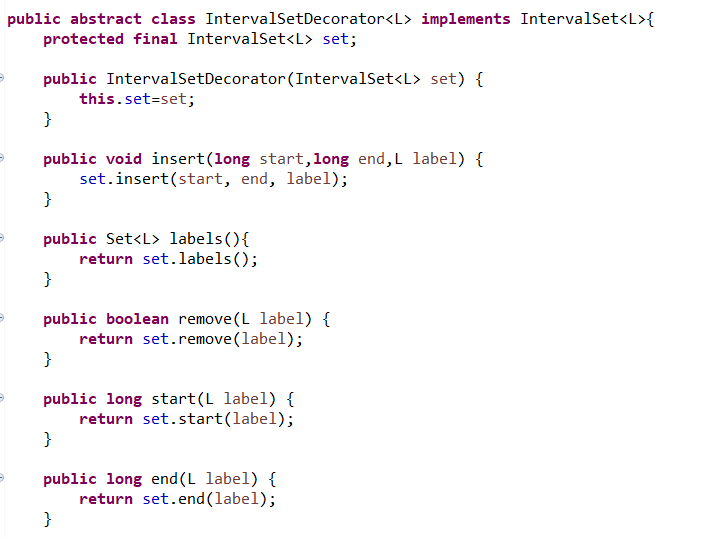 public abstract class IntervalSetDecorator<L> implements IntervalSet<L>{
    protected final IntervalSet<L> set;

    public IntervalSetDecorator(IntervalSet<L> set) {
        this.set=set;
    }

    public void insert(long start,long end,L label) {
        set.insert(start, end, label);
    }

    public Set<L> labels(){
        return set.labels();
    }

    public boolean remove(L label) {
        return set.remove(label);
    }

    public long start(L label) {
        return set.start(label);
    }

    public long end(L label) {
        return set.end(label);
    }